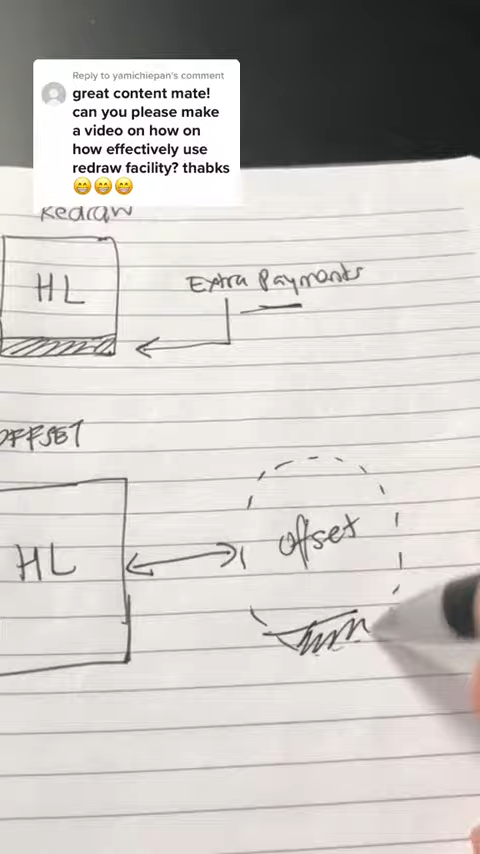 Reply to yamichiepan's comment
great content mate!
can you please make
a video on how on
how effectively use
redraw facility? thabks
😁😁😁
Redraw
HL
Extra Payments
OFFSET
HL
offset